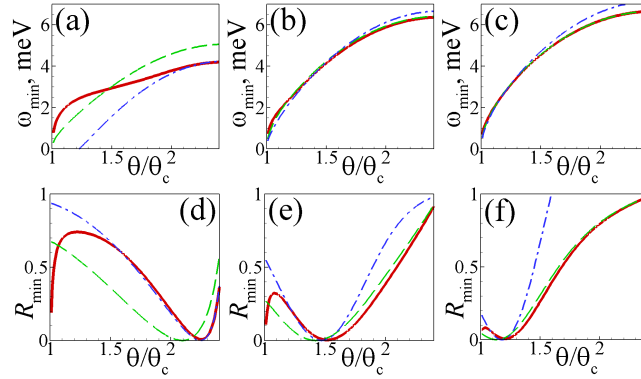 (a) (b) (c)
ω_min, meV ω_min, meV ω_min, meV
6 6 6
4 4 4
2 2 2
0 0 0
1 1.5 θ/θ_c 2 1 1.5 θ/θ_c 2 1 1.5 θ/θ_c 2
(d) (e) (f)
R_min R_min R_min
1 1 1
0.5 0.5 0.5
0 0 0
1 1.5 θ/θ_c 2 1 1.5 θ/θ_c 2 1 1.5 θ/θ_c 2